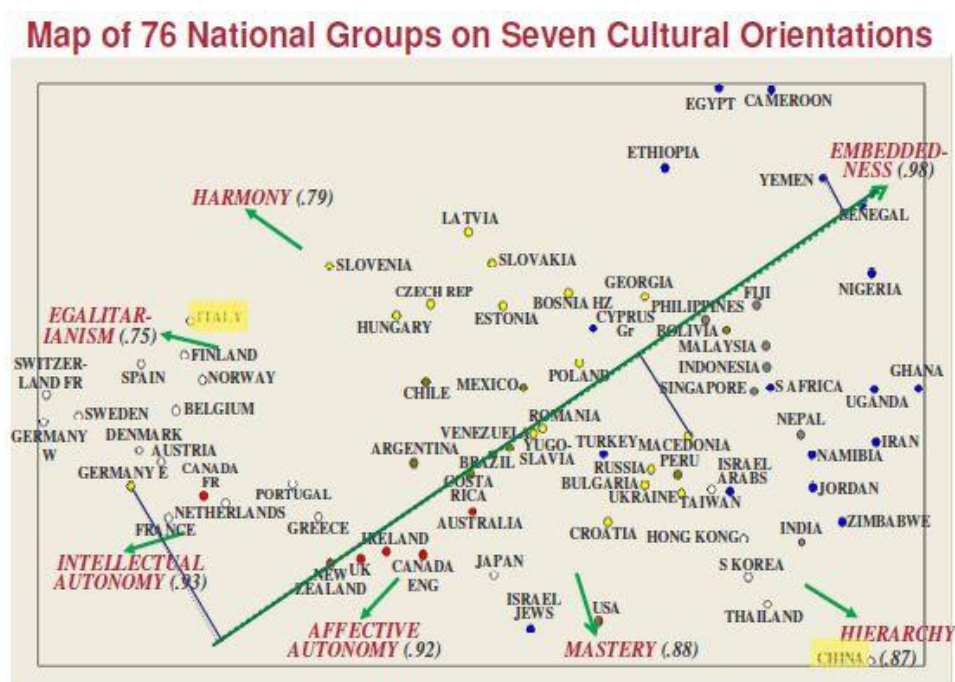 Map of 76 National Groups on Seven Cultural Orientations
EGYPT
CAMEROON
ETHIOPIA
EMBEDDED-
NESS (.98)
YEMEN
SENEGAL
HARMONY (.79)
LATVIA
SLOVENIA
SLOVAKIA
GEORGIA
NIGERIA
CZECH REP
BOSNIA HZ
PHILIPPINES
FIJI
EGALITAR-
IANISM (.75)
ITALY
HUNGARY
ESTONIA
CYPRUS
Gr
BOLIVIA
MALAYSIA
SWITZER-
LAND FR
SPAIN
FINLAND
NORWAY
POLAND
INDONESIA
CHILE
MEXICO
SINGAPORE
S AFRICA
UGANDA
GHANA
GERMANY
W
SWEDEN
BELGIUM
ROMANIA
VENEZUELA
YUGO-
SLAVIA
TURKEY
MACEDONIA
NEPAL
IRAN
DENMARK
AUSTRIA
ARGENTINA
BRAZIL
RUSSIA
PERU
ISRAEL
ARABS
NAMIBIA
GERMANY E
CANADA
FR
PORTUGAL
COSTA
RICA
BULGARIA
UKRAINE
TAIWAN
JORDAN
FRANCE
NETHERLANDS
GREECE
AUSTRALIA
CROATIA
HONG KONG
INDIA
ZIMBABWE
INTELLECTUAL
AUTONOMY (.93)
NEW
ZEALAND
UK
IRELAND
CANADA
ENG
JAPAN
S KOREA
ISRAEL
JEWS
USA
THAILAND
AFFECTIVE
AUTONOMY (.92)
MASTERY (.88)
HIERARCHY
(.87)
CHINA